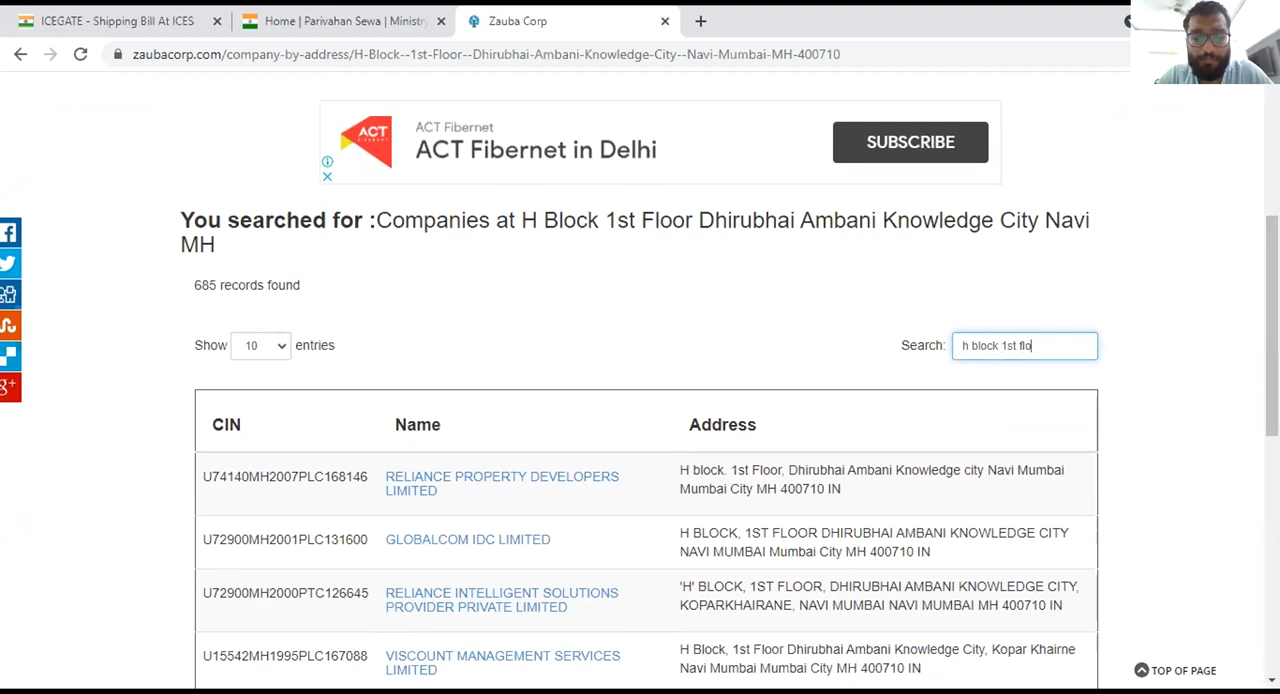 ICEGATE - Shipping Bill At ICES
Home | Parivahan Sewa | Ministry
Zauba Corp
zaubacorp.com/company-by-address/H-Block--1st-Floor--Dhirubhai-Ambani-Knowledge-City--Navi-Mumbai-MH-400710
ACT
ACT Fibernet
ACT Fibernet in Delhi
SUBSCRIBE
You searched for :Companies at H Block 1st Floor Dhirubhai Ambani Knowledge City Navi
MH
685 records found
Show 10 entries
Search: h block 1st flo
CIN Name Address
U74140MH2007PLC168146 RELIANCE PROPERTY DEVELOPERS H block. 1st Floor, Dhirubhai Ambani Knowledge city Navi Mumbai
LIMITED Mumbai City MH 400710 IN
U72900MH2001PLC131600 GLOBALCOM IDC LIMITED H BLOCK, 1ST FLOOR DHIRUBHAI AMBANI KNOWLEDGE CITY
NAVI MUMBAI Mumbai City MH 400710 IN
U72900MH2000PTC126645 RELIANCE INTELLIGENT SOLUTIONS 'H' BLOCK, 1ST FLOOR, DHIRUBHAI AMBANI KNOWLEDGE CITY,
PROVIDER PRIVATE LIMITED KOPARKHAIRANE, NAVI MUMBAI NAVI MUMBAI MH 400710 IN
U15542MH1995PLC167088 VISCOUNT MANAGEMENT SERVICES H Block, 1st Floor Dhirubhai Ambani Knowledge City, Kopar Khairne
LIMITED Navi Mumbai Mumbai City MH 400710 IN
TOP OF PAGE